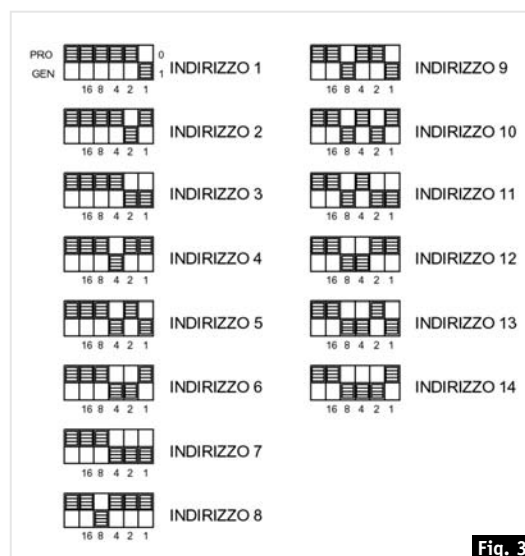 PRO 0
GEN 1
16 8 4 2 1
INDIRIZZO 1
16 8 4 2 1
INDIRIZZO 2
16 8 4 2 1
INDIRIZZO 3
16 8 4 2 1
INDIRIZZO 4
16 8 4 2 1
INDIRIZZO 5
16 8 4 2 1
INDIRIZZO 6
16 8 4 2 1
INDIRIZZO 7
16 8 4 2 1
INDIRIZZO 8
16 8 4 2 1
INDIRIZZO 9
16 8 4 2 1
INDIRIZZO 10
16 8 4 2 1
INDIRIZZO 11
16 8 4 2 1
INDIRIZZO 12
16 8 4 2 1
INDIRIZZO 13
16 8 4 2 1
INDIRIZZO 14
16 8 4 2 1
Fig. 3